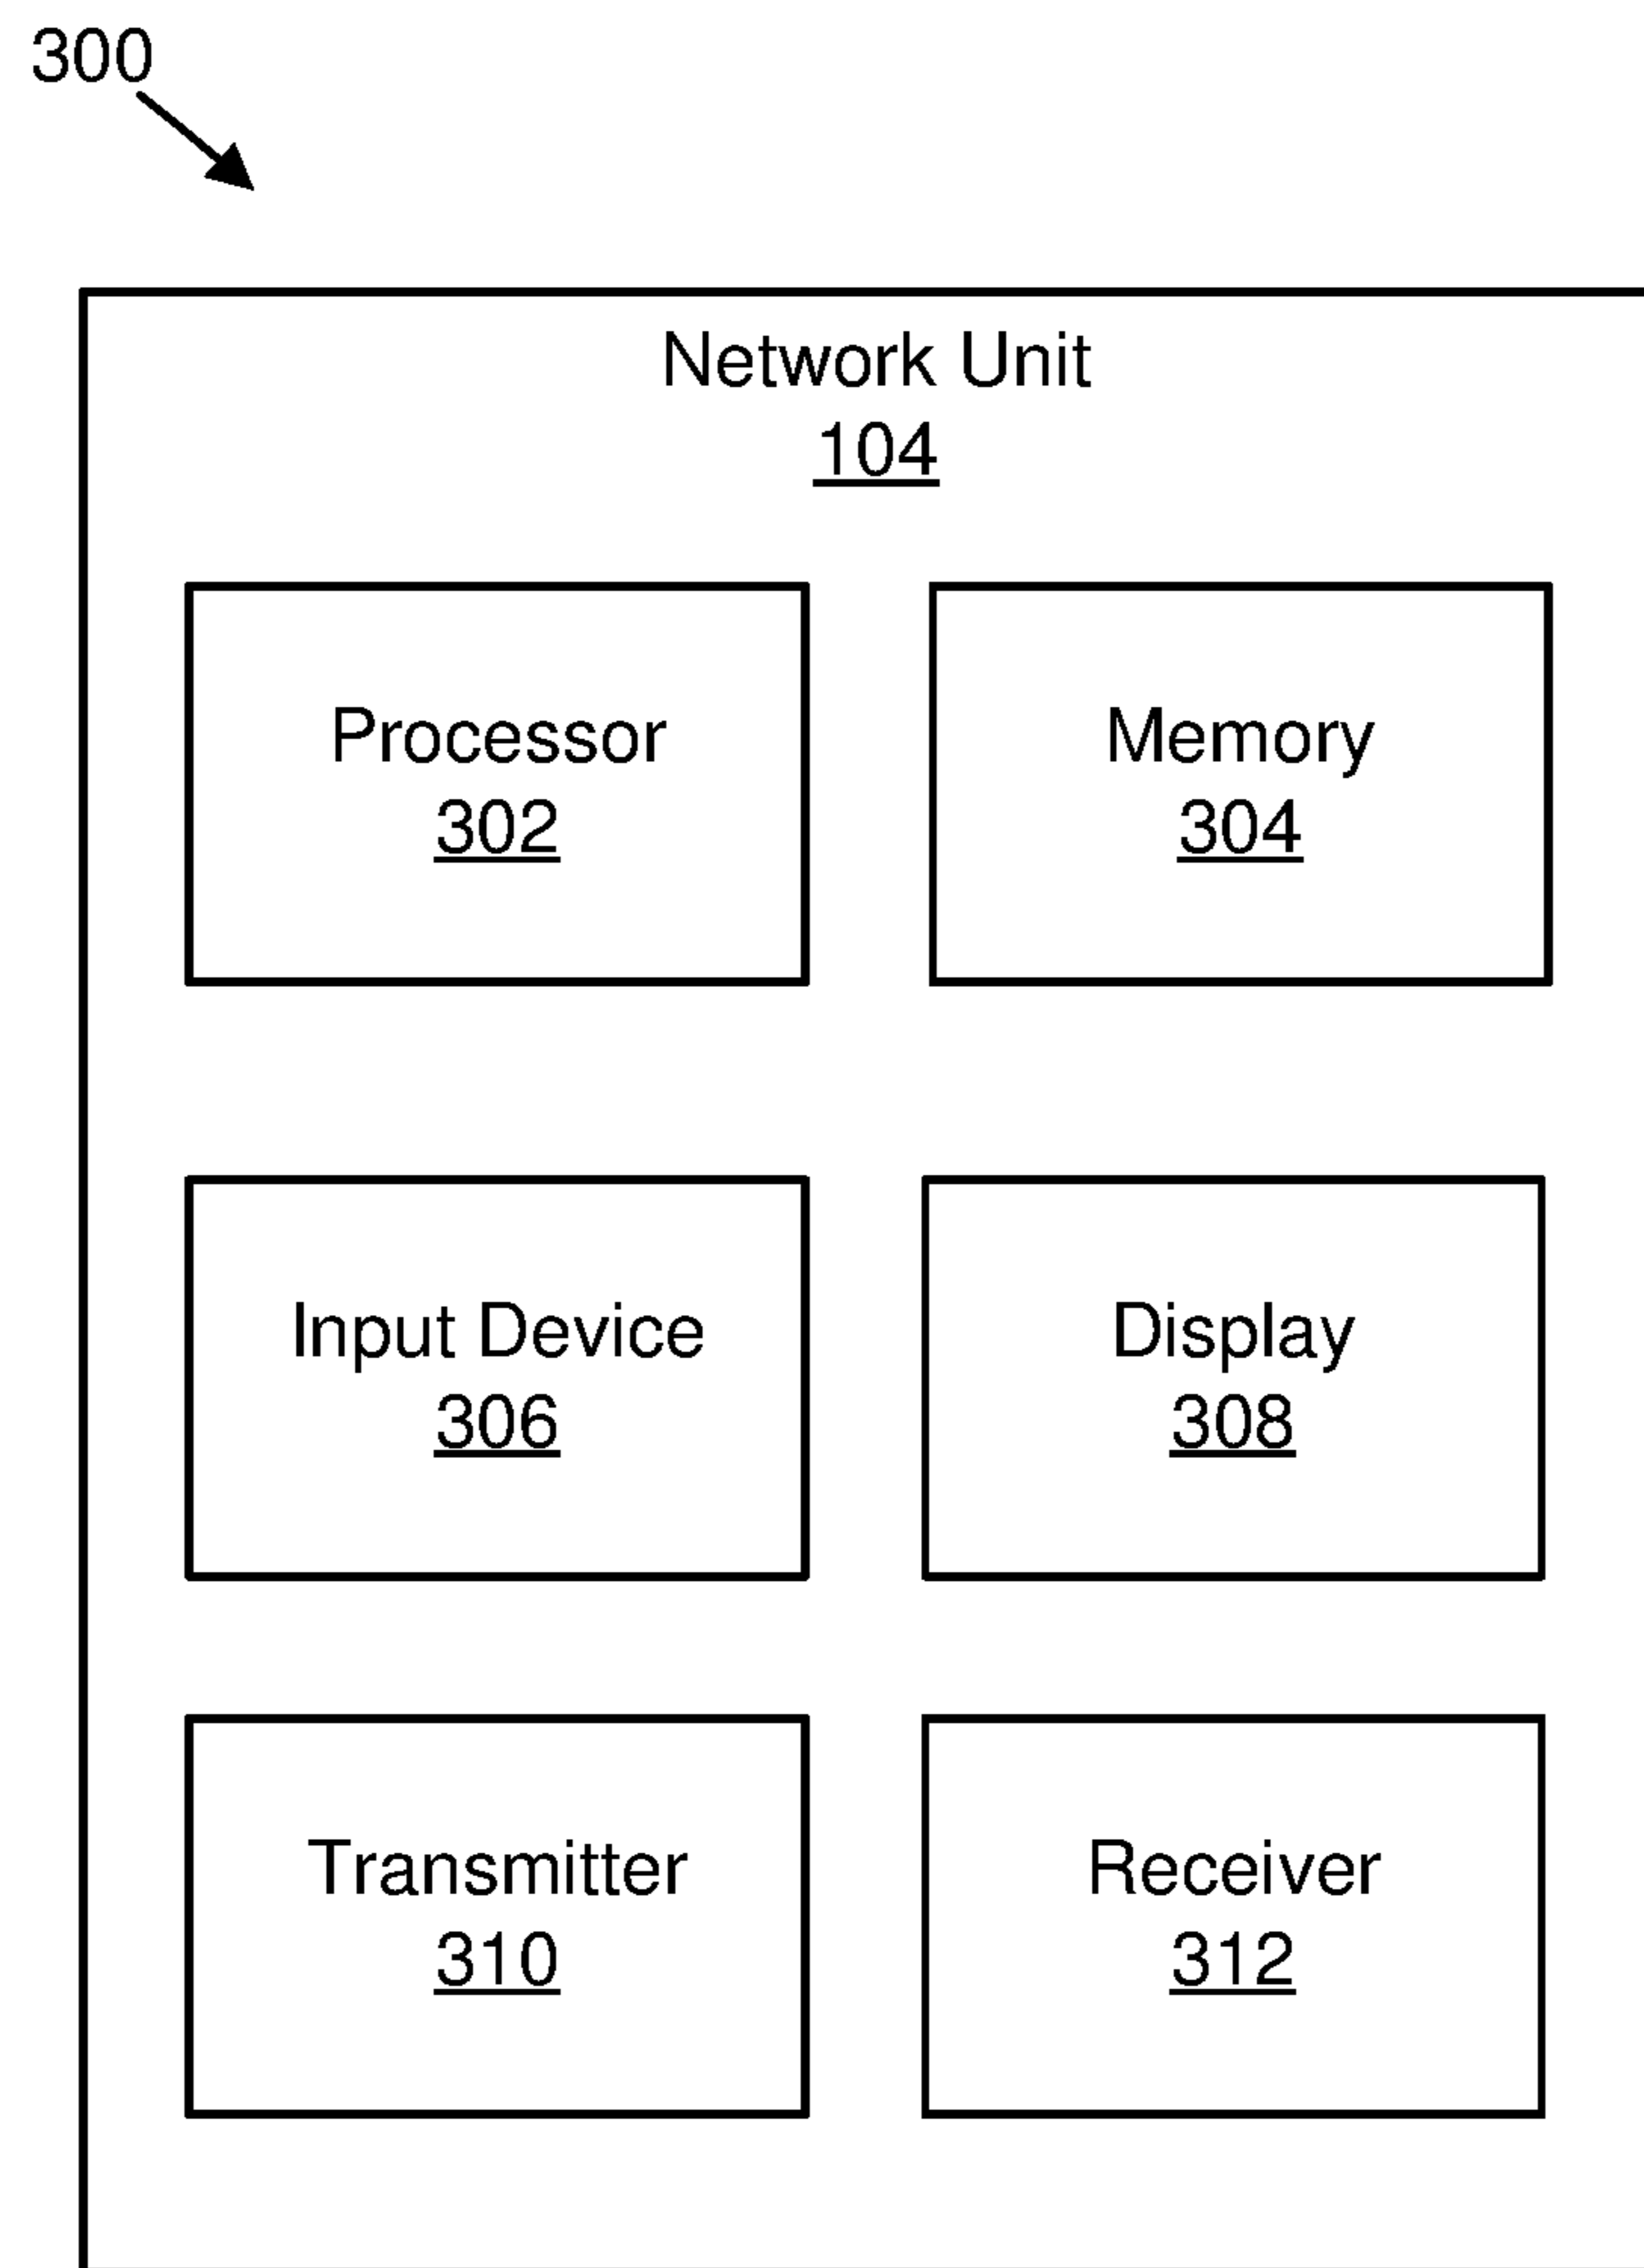 300
Network Unit
104
Processor
302
Memory
304
Input Device
306
Display
308
Transmitter
310
Receiver
312